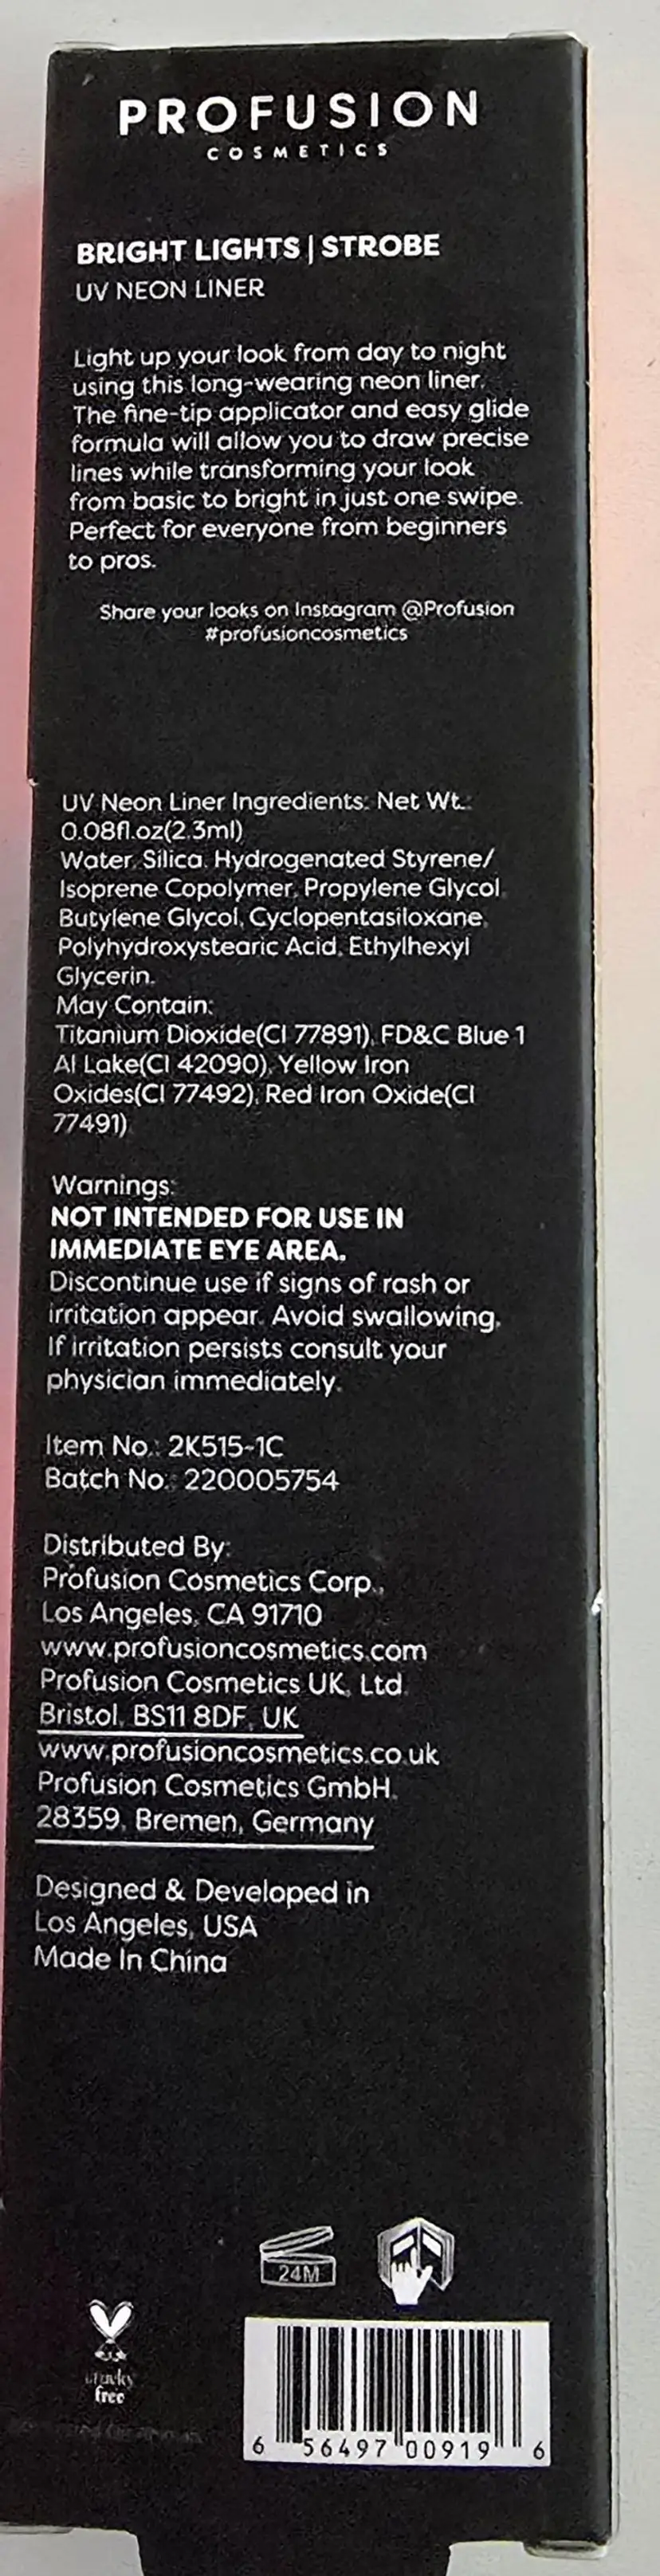 PROFUSION
COSMETICS
BRIGHT LIGHTS | STROBE
UV NEON LINER
Light up your look from day to night
using this long-wearing neon liner.
The fine-tip applicator and easy glide
formula will allow you to draw precise
lines while transforming your look
from basic to bright in just one swipe.
Perfect for everyone from beginners
to pros.
Share your looks on Instagram @Profusion
#profusioncosmetics
UV Neon Liner Ingredients: Net Wt.:
0.08fl.oz(2.3ml)
Water, Silica, Hydrogenated Styrene/
Isoprene Copolymer, Propylene Glycol,
Butylene Glycol, Cyclopentasiloxane,
Polyhydroxystearic Acid, Ethylhexyl
Glycerin.
May Contain:
Titanium Dioxide(CI 77891), FD&C Blue 1
Al Lake(CI 42090), Yellow Iron
Oxides(CI 77492), Red Iron Oxide(CI
77491)
Warnings:
NOT INTENDED FOR USE IN
IMMEDIATE EYE AREA.
Discontinue use if signs of rash or
irritation appear. Avoid swallowing.
If irritation persists consult your
physician immediately.
Item No.: 2K515-1C
Batch No.: 220005754
Distributed By:
Profusion Cosmetics Corp.,
Los Angeles, CA 91710
www.profusioncosmetics.com
Profusion Cosmetics UK, Ltd.
Bristol, BS11 8DF, UK
www.profusioncosmetics.co.uk
Profusion Cosmetics GmbH.
28359, Bremen, Germany
Designed & Developed in
Los Angeles, USA
Made In China
24M
free
6 56497 00919 6